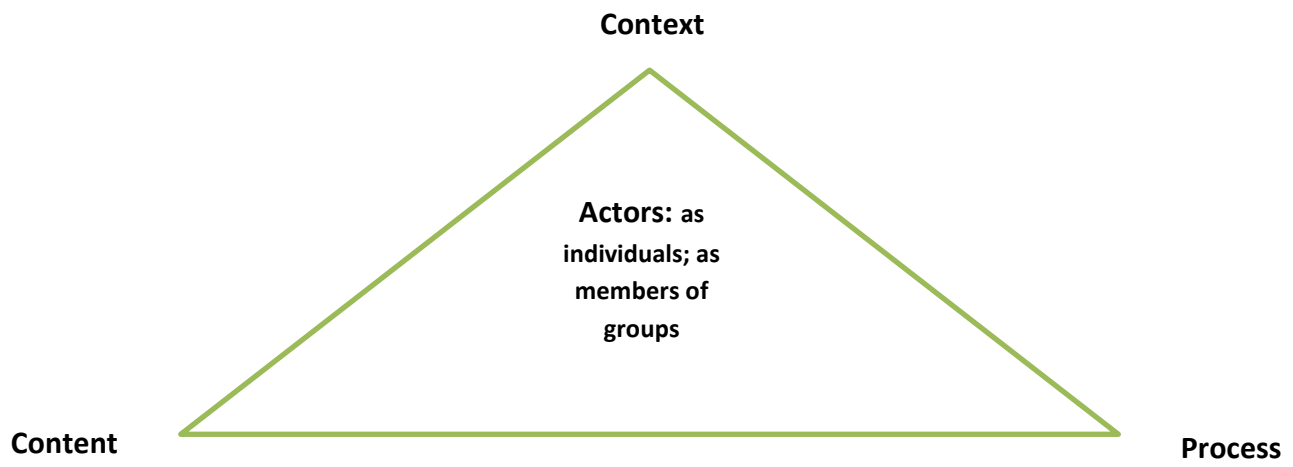 Context
Actors: as
individuals; as
members of
groups
Content
Process